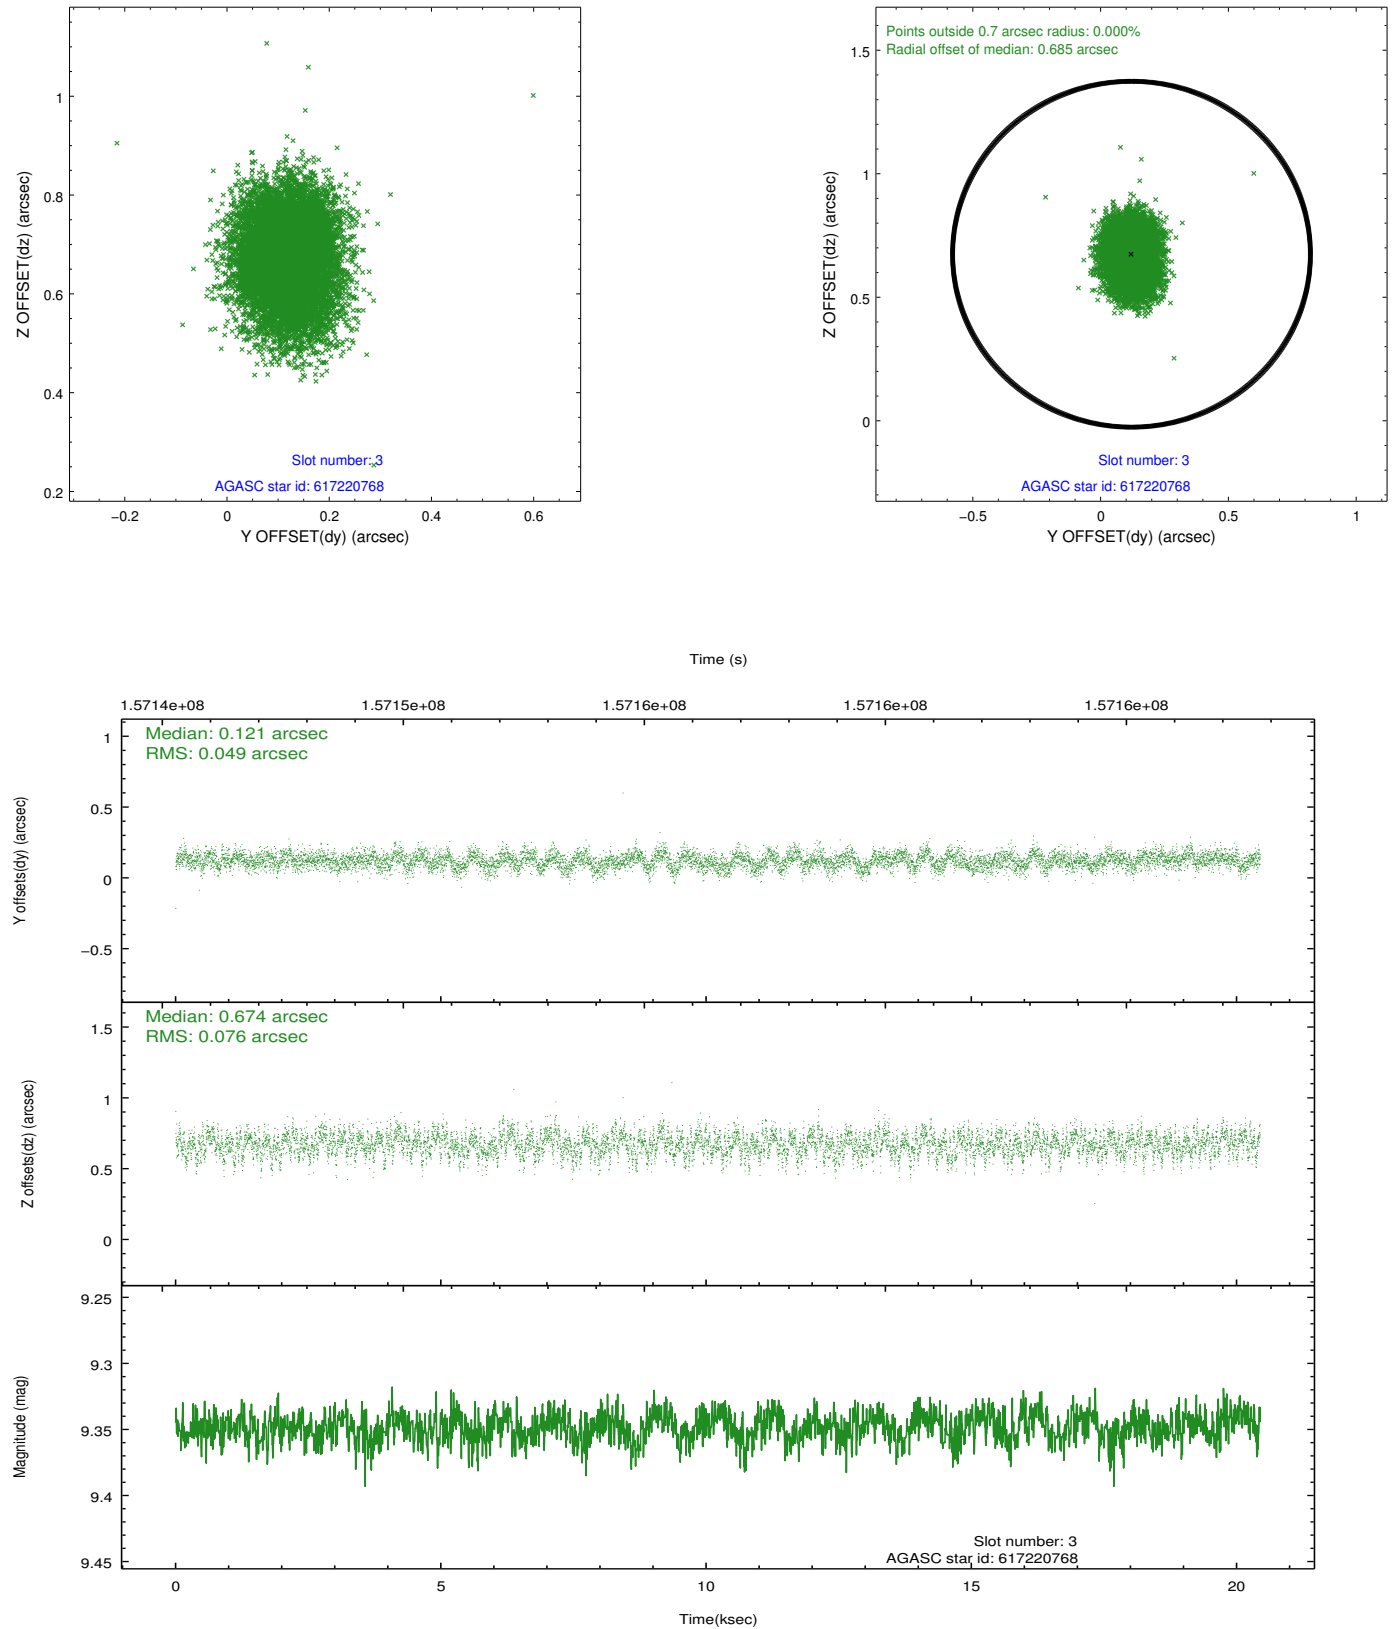 1
0.8
0.6
0.4
0.2
−0.2 0 0.2 0.4 0.6
Z OFFSET(dz) (arcsec)
Y OFFSET(dy) (arcsec)
Slot number: 3
AGASC star id: 617220768
Points outside 0.7 arcsec radius: 0.000%
Radial offset of median: 0.685 arcsec
1.5
1
0.5
0
−0.5 0 0.5 1
Z OFFSET(dz) (arcsec)
Y OFFSET(dy) (arcsec)
Slot number: 3
AGASC star id: 617220768
Time (s)
1.5714e+08 1.5715e+08 1.5716e+08 1.5716e+08 1.5716e+08
Median: 0.121 arcsec
RMS: 0.049 arcsec
1
0.5
0
−0.5
Y offsets(dy) (arcsec)
Median: 0.674 arcsec
RMS: 0.076 arcsec
1.5
1
0.5
0
Z offsets(dz) (arcsec)
9.25
9.3
9.35
9.4
9.45
Magnitude (mag)
Slot number: 3
AGASC star id: 617220768
0 5 10 15 20
Time(ksec)